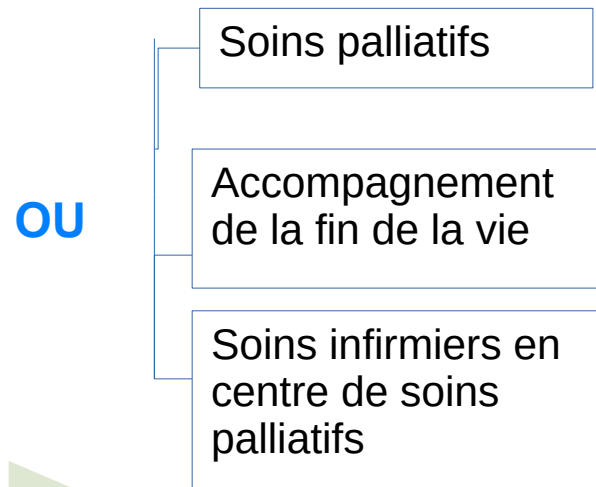 Soins palliatifs
OU
Accompagnement
de la fin de la vie
Soins infirmiers en
centre de soins
palliatifs